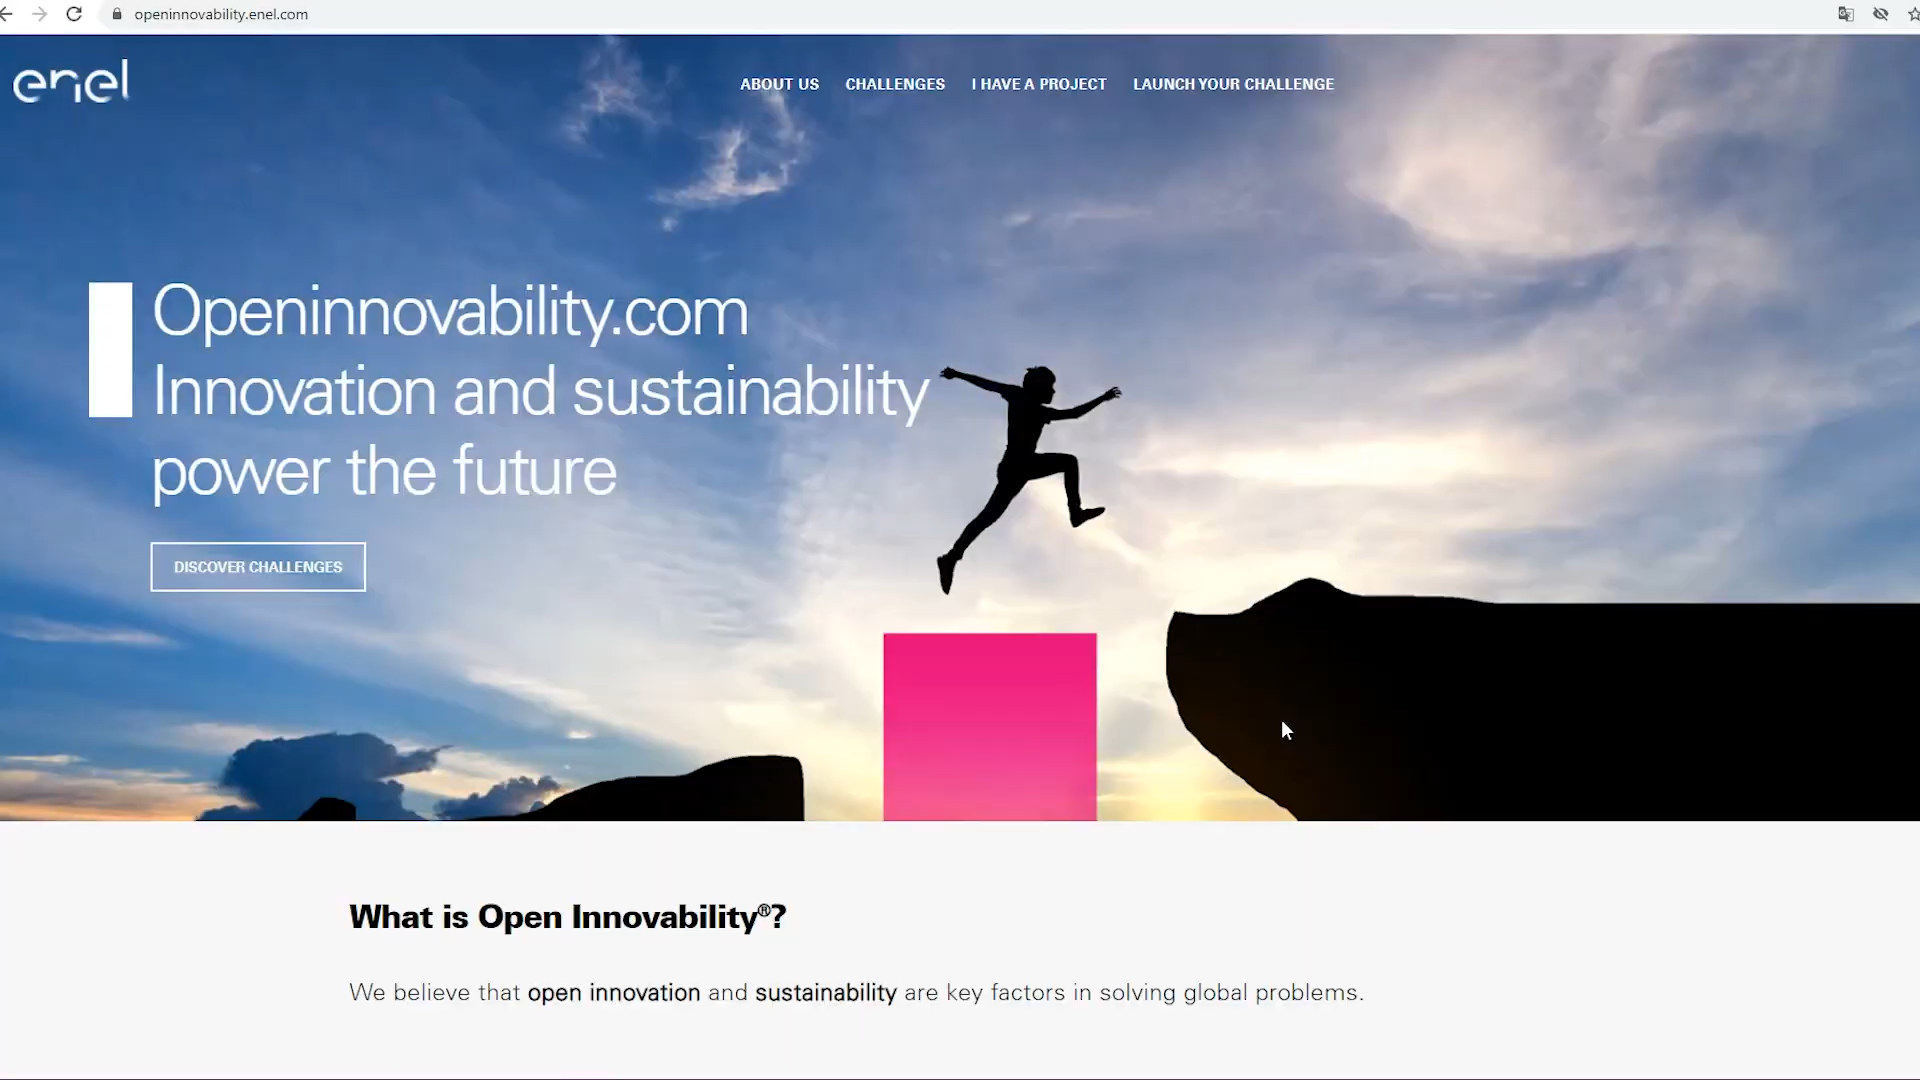 openinnovability.enel.com
enel
ABOUT US CHALLENGES I HAVE A PROJECT LAUNCH YOUR CHALLENGE
Openinnovability.com
Innovation and sustainability
power the future
DISCOVER CHALLENGES
What is Open Innovability®?
We believe that open innovation and sustainability are key factors in solving global problems.